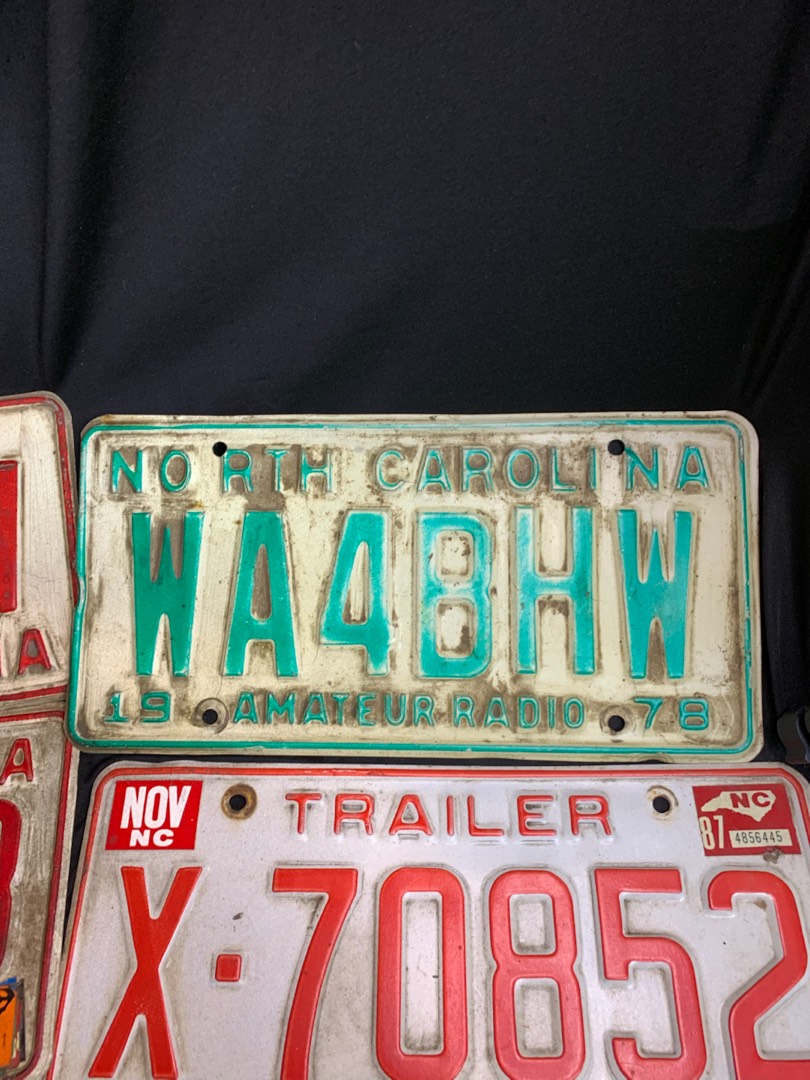 NORTH CAROLINA
WA4BHW
19 AMATEUR RADIO 78
A
A
NOV
NC
TRAILER
NC
87 4856445
X·70852